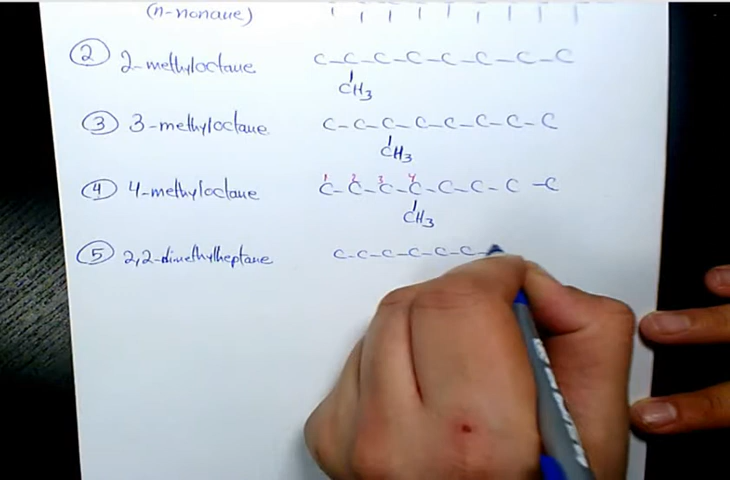 (n-nonane)
② 2-methyloctane C-C-C-C-C-C-C-C-C
CH3
③ 3-methyloctane C-C-C-C-C-C-C-C
CH3
1 2 3 4
④ 4-methyloctane C-C-C-C-C-C-C-C
CH3
⑤ 2,2-dimethylheptane C-C-C-C-C-C-